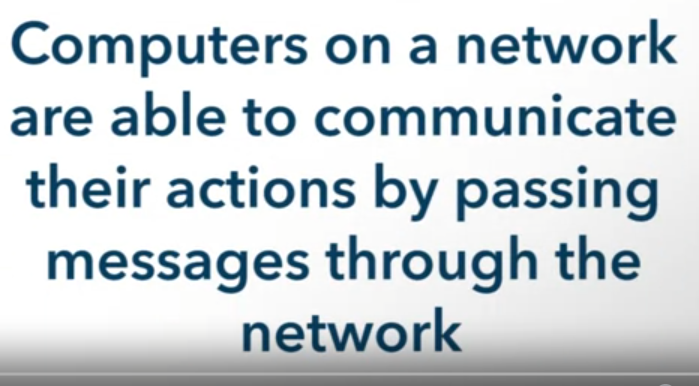 Computers on a network
are able to communicate
their actions by passing
messages through the
network